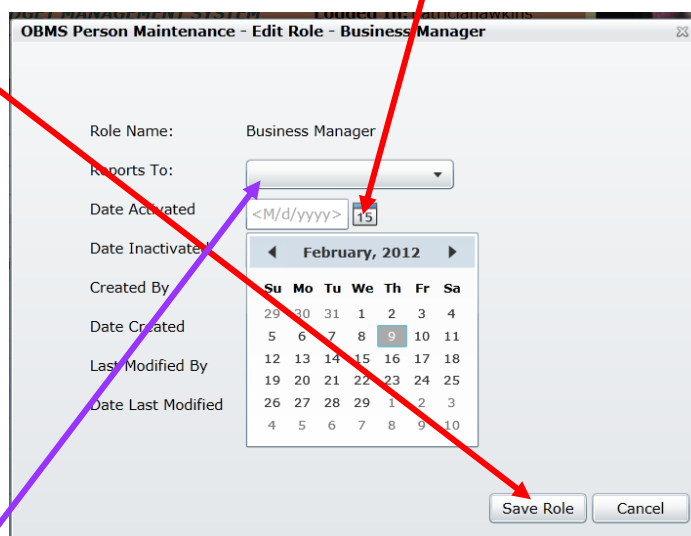 OBMS Person Maintenance - Edit Role - Business Manager
Role Name: Business Manager
Reports To:
Date Activated <M/d/yyyy> 15
Date Inactivated
February, 2012
Created By
Su Mo Tu We Th Fr Sa
29 30 31 1 2 3 4
Date Created
5 6 7 8 9 10 11
12 13 14 15 16 17 18
Last Modified By
19 20 21 22 23 24 25
Date Last Modified
26 27 28 29 1 2 3
4 5 6 7 8 9 10
Save Role Cancel